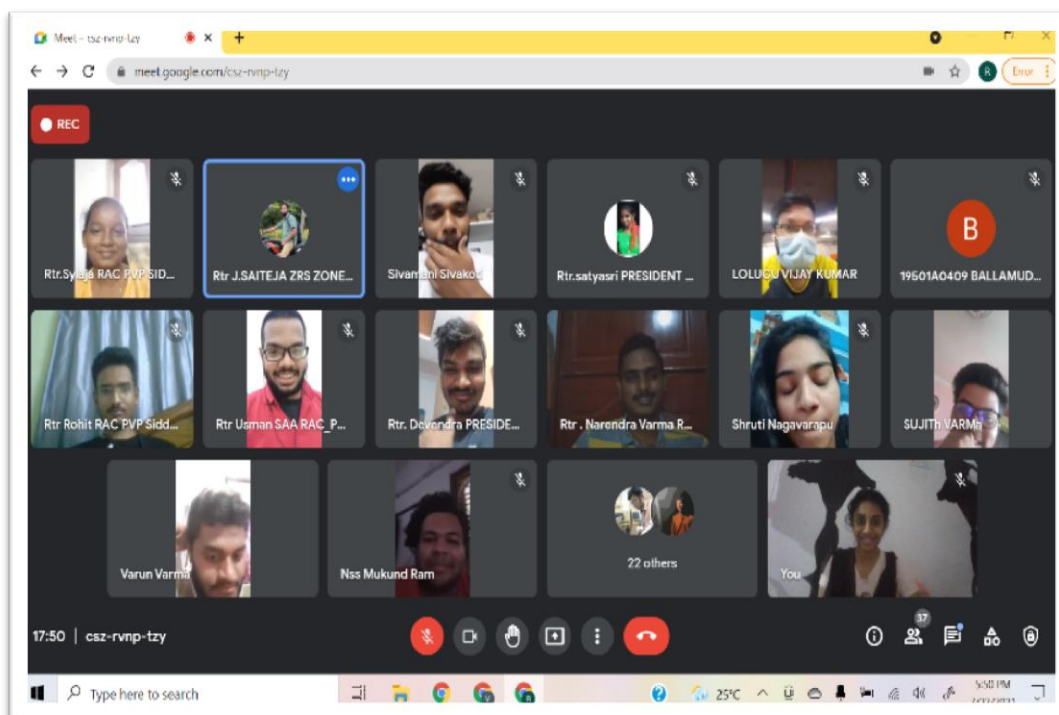 Meet – csz-rvnp-tzy
meet.google.com/csz-rvnp-tzy
R
Error
REC
Rtr.Sylaja RAC PVP SID...
Rtr J.SAITEJA ZRS ZONE...
Sivamani Sivakoti
Rtr.satyasri PRESIDENT ...
LOLUGU VIJAY KUMAR
B
19501A0409 BALLAMUD...
Rtr Rohit RAC PVP Sidd...
Rtr Usman SAA RAC_P...
Rtr. Devendra PRESIDE...
Rtr . Narendra Varma R...
Shruti Nagavarapu
SUJITh VARMa
Varun Varma
Nss Mukund Ram
22 others
You
17:50 | csz-rvnp-tzy
37
Type here to search
25°C
5:50 PM